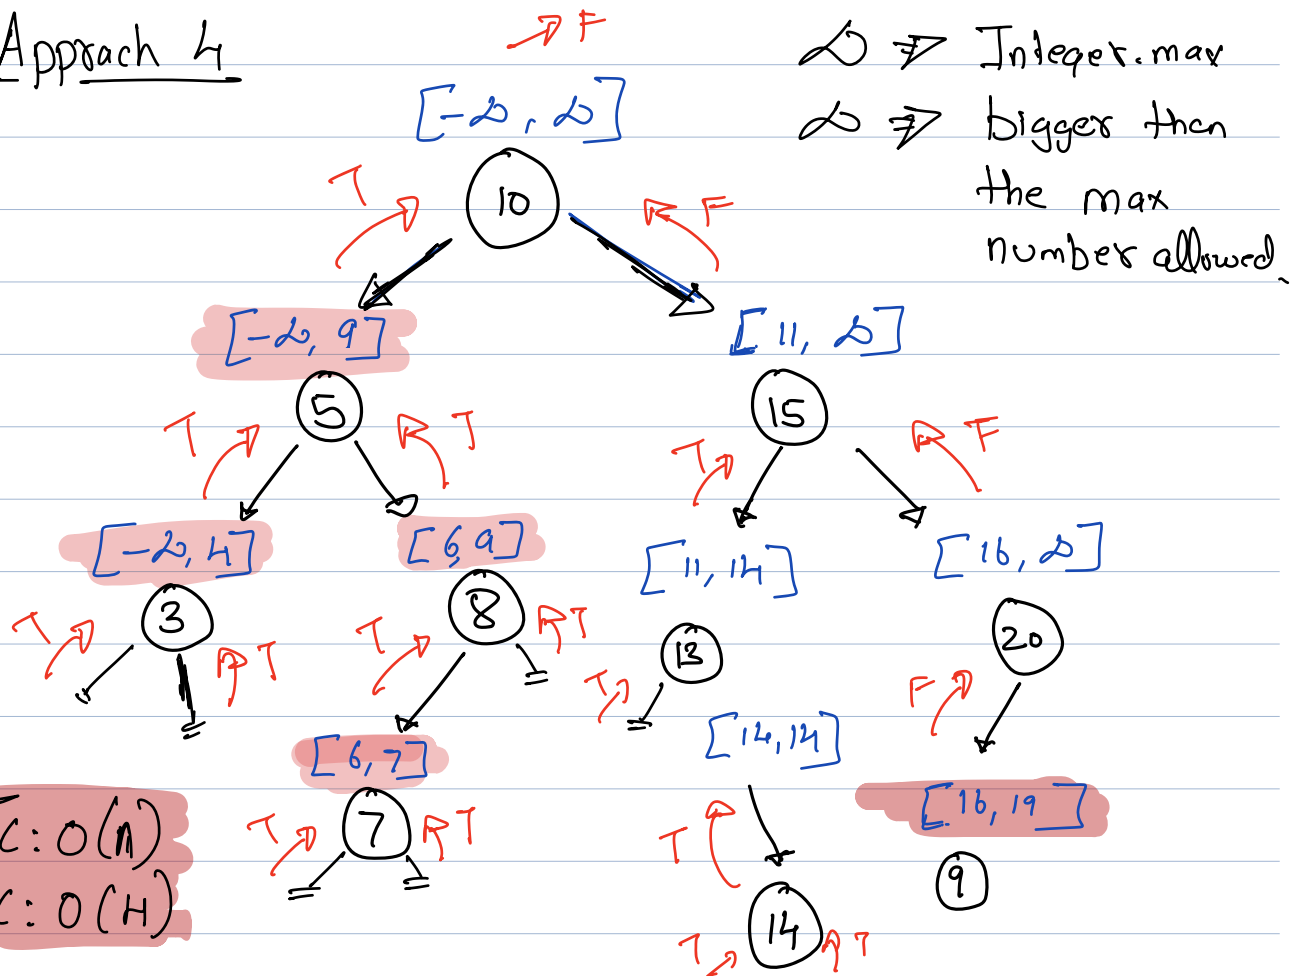 Apprach 4
→ F
∞ ⇒ Integer.max
∞ ⇒ bigger than
the max
number allowed.
[-∞, ∞]
10
T
F
[-∞, 9]
[11, ∞]
5
15
T
T
T
F
[-∞, 4]
[6, 9]
[11, 14]
[16, ∞]
3
8
13
20
T
T
T
T
T
F
[6, 7]
[14, 14]
[16, 19]
7
9
T
T
T
14
T
T
C: O(n)
C: O(H)